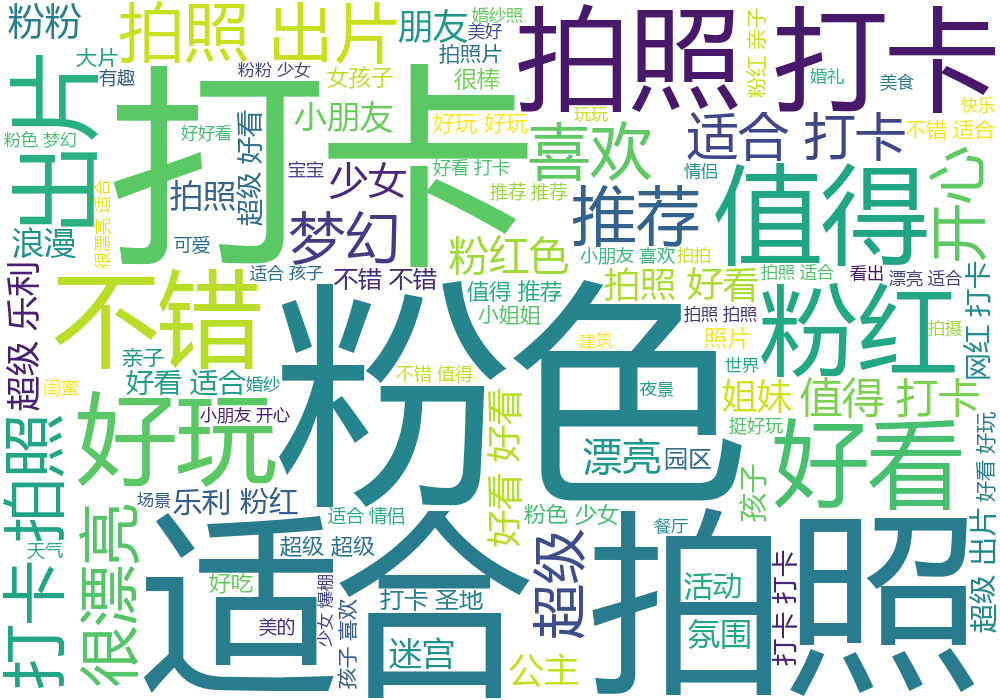 粉粉
拍照 出片
朋友
婚纱照
美好
拍照 打卡
粉红 亲子
大片
有趣
粉粉 少女
女孩子
拍照片
很棒
婚礼
美食
快乐
出片
打卡
小朋友
好玩 好玩
玩玩
喜欢
适合 打卡
不错 适合
粉色 梦幻
好好看
超级 好看
宝宝
少女
好看 打卡
情侣
很漂亮 适合
拍照
推荐 推荐
推荐
值得
开心
浪漫
可爱
梦幻
粉红色
小朋友 喜欢
拍拍
超级 乐利
不错
适合 孩子
不错 不错
值得 推荐
拍照 好看
拍照 适合
看出
漂亮 适合
网红 打卡
粉色
小姐姐
拍照 拍照
粉红
拍摄
亲子
建筑
照片
世界
闺蜜
好看 适合
婚纱
不错 值得
夜景
姐妹
值得 打卡
打卡 拍照
好玩
小朋友 开心
好看 好看
漂亮
园区
挺好玩
好看
好看 好玩
场景
乐利 粉红
孩子
很漂亮
适合 情侣
粉色 少女
餐厅
超级 出片
天气
适合 拍照
超级 超级
超级
好吃
少女 爆棚
打卡 圣地
活动
打卡 打卡
美的
孩子 喜欢
迷宫
氛围
公主